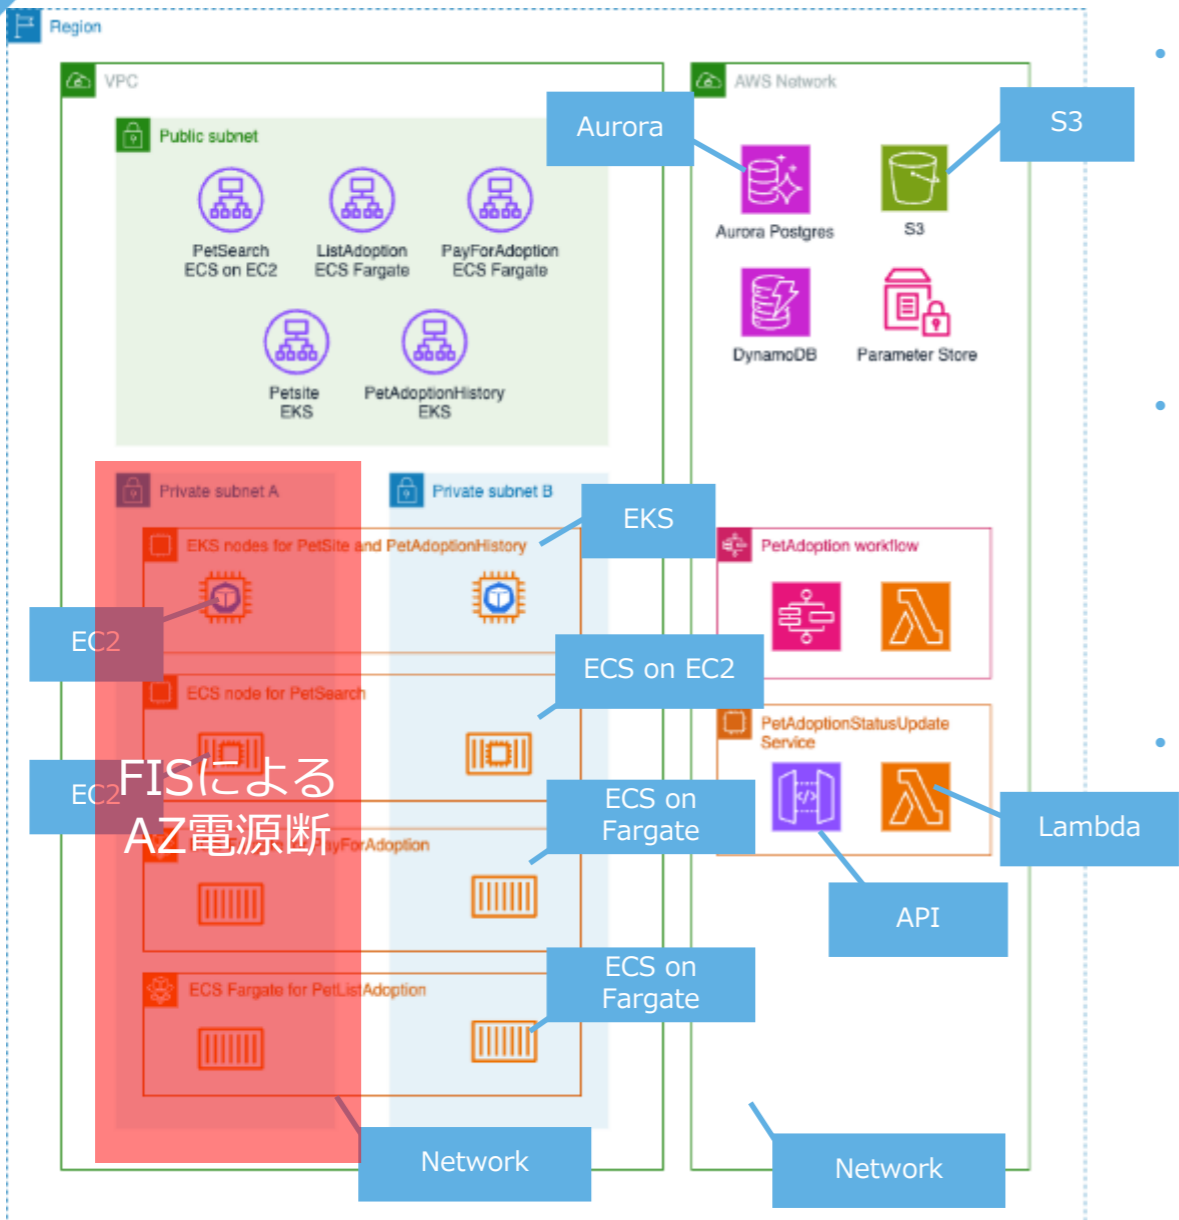 Region
VPC
AWS Network
Aurora
S3
Public subnet
PetSearch
ECS on EC2
ListAdoption
ECS Fargate
PayForAdoption
ECS Fargate
Aurora Postgres
S3
Petsite
EKS
PetAdoptionHistory
EKS
DynamoDB
Parameter Store
Private subnet A
Private subnet B
EKS
EKS nodes for PetSite and PetAdoptionHistory
PetAdoption workflow
EC2
ECS on EC2
ECS node for PetSearch
PetAdoptionStatusUpdate
Service
EC2
FISによる
AZ電源断
ECS on
Fargate
PayForAdoption
Lambda
API
ECS on
Fargate
ECS Fargate for PetListAdoption
Network
Network